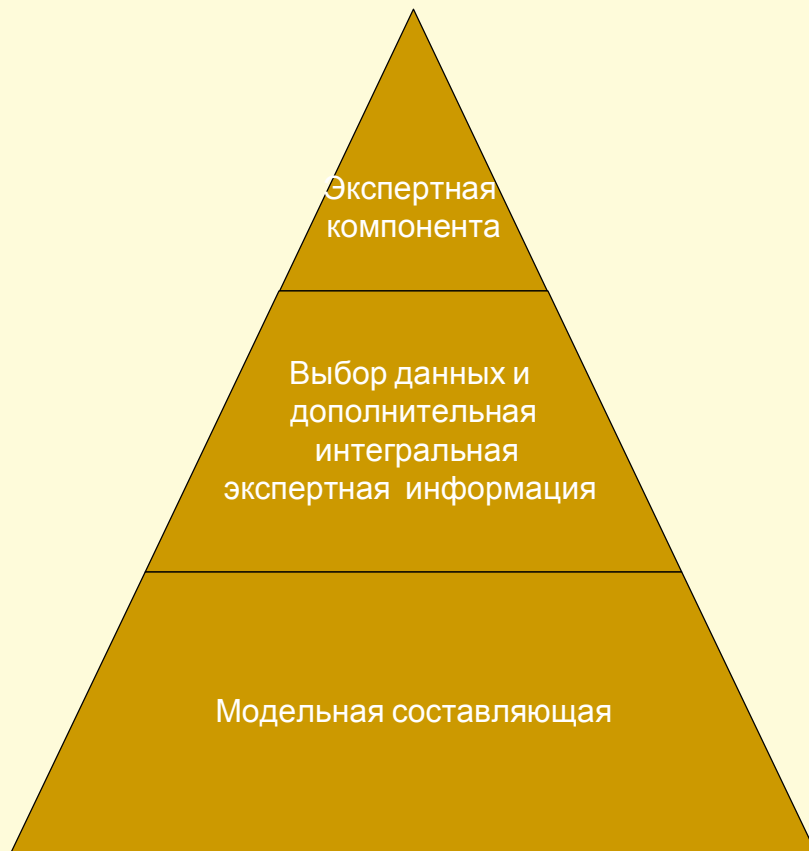 Экспертная
компонента
Выбор данных и
дополнительная
интегральная
экспертная информация
Модельная составляющая